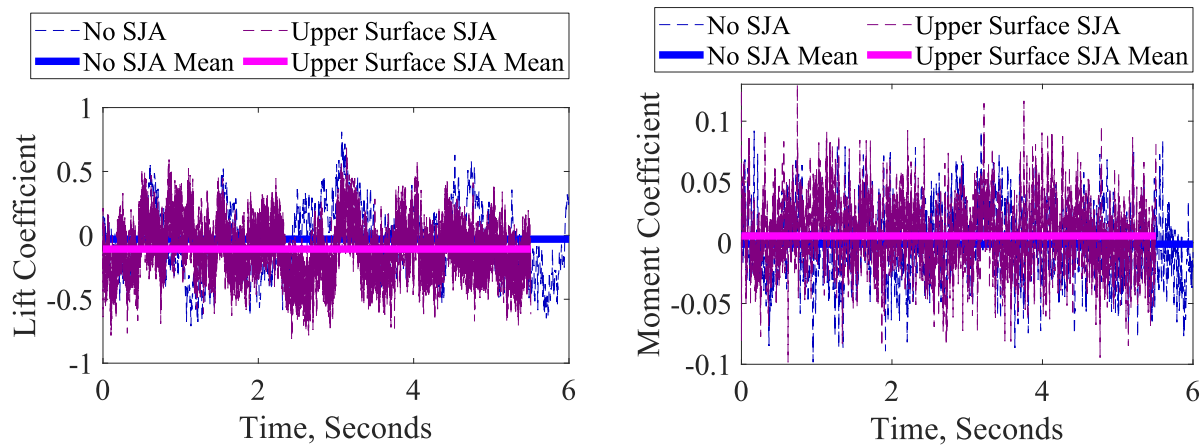 No SJA
Upper Surface SJA
No SJA Mean
Upper Surface SJA Mean
1
0.5
0
-0.5
-1
Lift Coefficient
0
2
4
6
Time, Seconds
No SJA
Upper Surface SJA
No SJA Mean
Upper Surface SJA Mean
0.1
0.05
0
-0.05
-0.1
Moment Coefficient
0
2
4
6
Time, Seconds